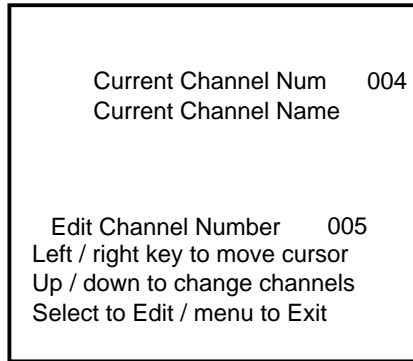 Current Channel Num 004
Current Channel Name
Edit Channel Number 005
Left / right key to move cursor
Up / down to change channels
Select to Edit / menu to Exit